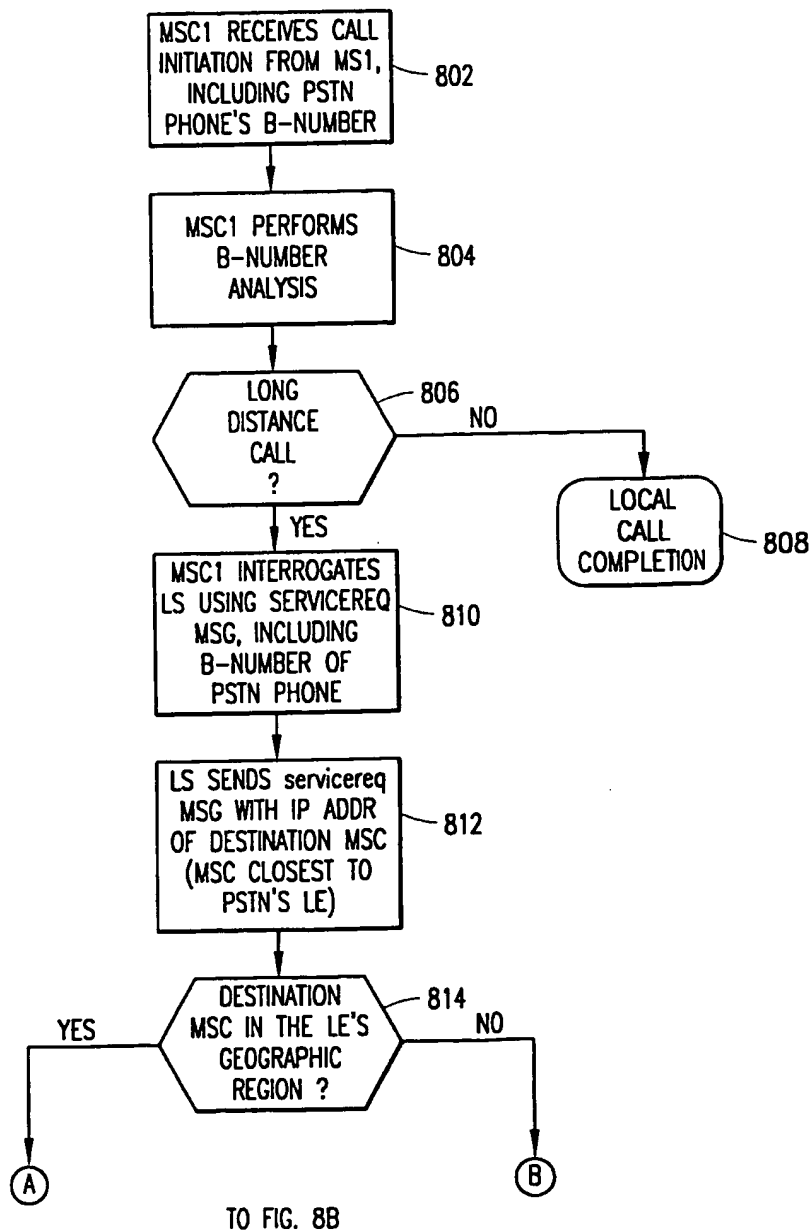 MSC1 RECEIVES CALL
INITIATION FROM MS1,
INCLUDING PSTN
PHONE'S B-NUMBER
802
MSC1 PERFORMS
B-NUMBER
ANALYSIS
804
LONG
DISTANCE
CALL
?
806
NO
YES
LOCAL
CALL
COMPLETION
808
MSC1 INTERROGATES
LS USING SERVICEREQ
MSG, INCLUDING
B-NUMBER OF
PSTN PHONE
810
LS SENDS servicereq
MSG WITH IP ADDR
OF DESTINATION MSC
(MSC CLOSEST TO
PSTN'S LE)
812
DESTINATION
MSC IN THE LE'S
GEOGRAPHIC
REGION ?
814
YES
NO
A
B
TO FIG. 8B